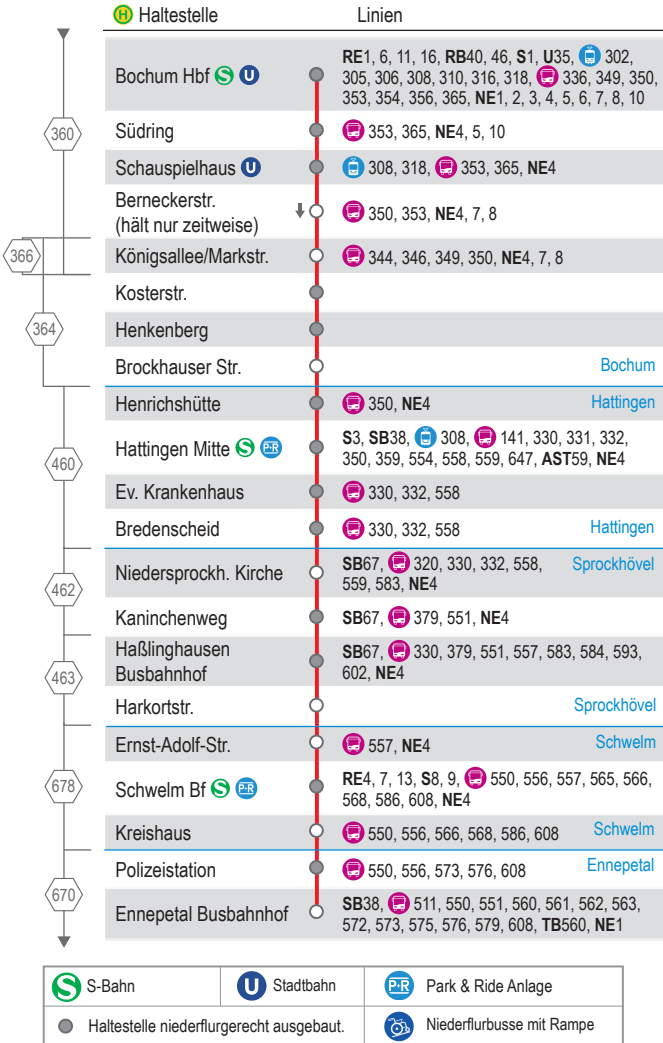 H Haltestelle Linien
Bochum Hbf S U
RE1, 6, 11, 16, RB40, 46, S1, U35, 302,
305, 306, 308, 310, 316, 318, 336, 349, 350,
353, 354, 356, 365, NE1, 2, 3, 4, 5, 6, 7, 8, 10
360
Südring 353, 365, NE4, 5, 10
Schauspielhaus U 308, 318, 353, 365, NE4
Berneckerstr.
(hält nur zeitweise)
350, 353, NE4, 7, 8
366
Königsallee/Markstr. 344, 346, 349, 350, NE4, 7, 8
Kosterstr.
364
Henkenberg
Brockhauser Str. Bochum
Henrichshütte 350, NE4 Hattingen
460
Hattingen Mitte S P+R
S3, SB38, 308, 141, 330, 331, 332,
350, 359, 554, 558, 559, 647, AST59, NE4
Ev. Krankenhaus 330, 332, 558
Bredenscheid 330, 332, 558 Hattingen
462
Niedersprockh. Kirche
SB67, 320, 330, 332, 558, Sprockhövel
559, 583, NE4
Kaninchenweg SB67, 379, 551, NE4
463
Haßlinghausen
Busbahnhof
SB67, 330, 379, 551, 557, 583, 584, 593,
602, NE4
Harkortstr. Sprockhövel
Ernst-Adolf-Str. 557, NE4 Schwelm
678
Schwelm Bf S P+R
RE4, 7, 13, S8, 9, 550, 556, 557, 565, 566,
568, 586, 608, NE4
Kreishaus 550, 556, 566, 568, 586, 608 Schwelm
Polizeistation 550, 556, 573, 576, 608 Ennepetal
670
Ennepetal Busbahnhof
SB38, 511, 550, 551, 560, 561, 562, 563,
572, 573, 575, 576, 579, 608, TB560, NE1
S S-Bahn U Stadtbahn P+R Park & Ride Anlage
Haltestelle niederflurgerecht ausgebaut. Niederflurbusse mit Rampe